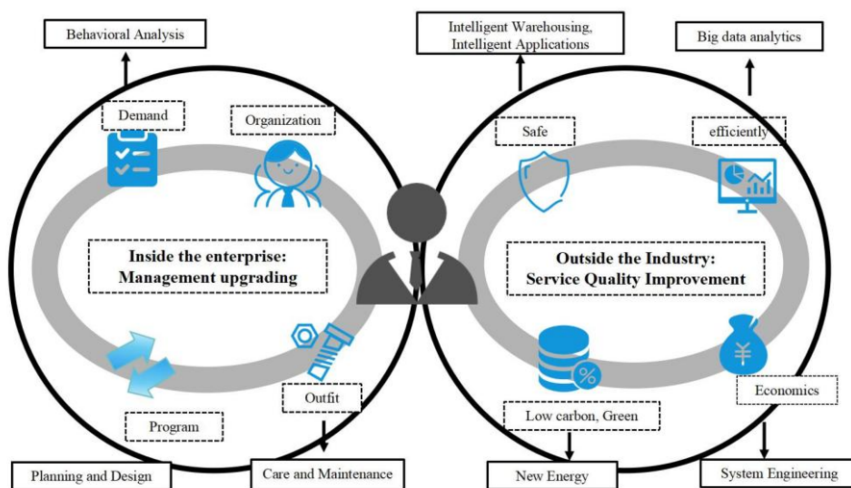 Behavioral Analysis
Intelligent Warehousing,
Intelligent Applications
Big data analytics
Demand
Organization
Safe
efficiently
Inside the enterprise:
Management upgrading
Outside the Industry:
Service Quality Improvement
%
¥
Program
Outfit
Low carbon, Green
Economics
Planning and Design
Care and Maintenance
New Energy
System Engineering